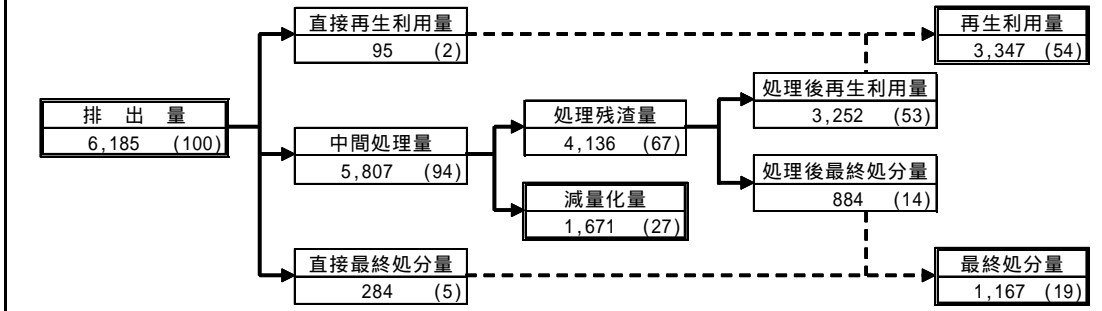 直接再生利用量
95 (2)
再生利用量
3,347 (54)
排 出 量
6,185 (100)
中間処理量
5,807 (94)
処理残渣量
4,136 (67)
処理後再生利用量
3,252 (53)
処理後最終処分量
884 (14)
減量化量
1,671 (27)
直接最終処分量
284 (5)
最終処分量
1,167 (19)